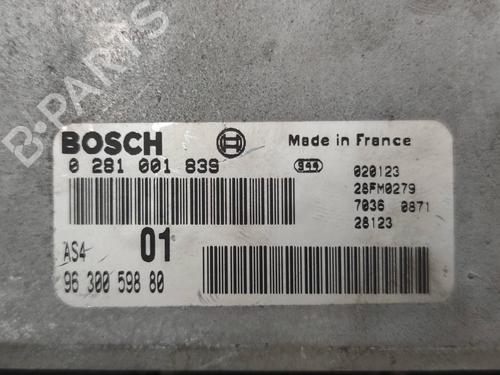 B-PARTS
BOSCH
Made in France
0 281 001 839
944
020123
28FM0279
7036 0871
28123
AS4 01
96 300 598 80